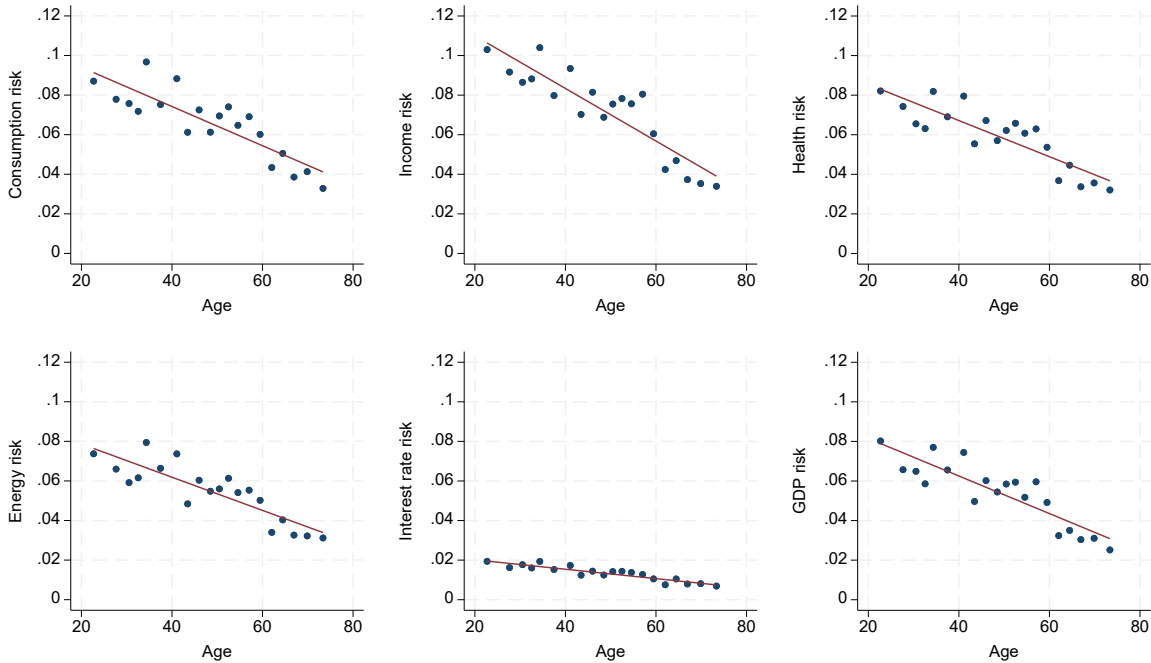 .12
.1
.08
.06
.04
.02
0
Consumption risk
20 40 60 80
Age
.12
.1
.08
.06
.04
.02
0
Income risk
20 40 60 80
Age
.12
.1
.08
.06
.04
.02
0
Health risk
20 40 60 80
Age
.12
.1
.08
.06
.04
.02
0
Energy risk
20 40 60 80
Age
.12
.1
.08
.06
.04
.02
0
Interest rate risk
20 40 60 80
Age
.12
.1
.08
.06
.04
.02
0
GDP risk
20 40 60 80
Age